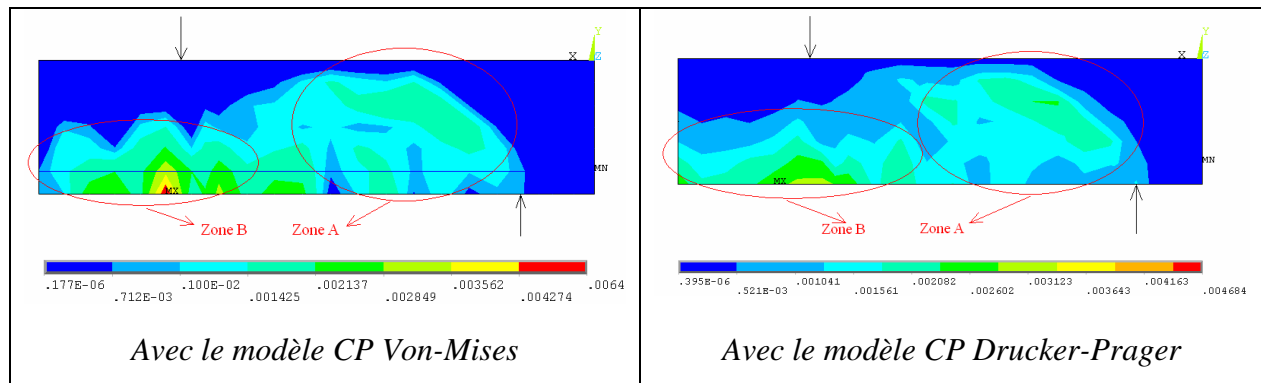 Y
X
Z
MN
MX
Zone B
Zone A
.177E-06
.712E-03
.100E-02
.001425
.002137
.002849
.003562
.004274
.0064
Avec le modèle CP Von-Mises
Y
X
Z
MN
MX
Zone B
Zone A
.395E-06
.521E-03
.001041
.001561
.002082
.002602
.003123
.003643
.004163
.004684
Avec le modèle CP Drucker-Prager